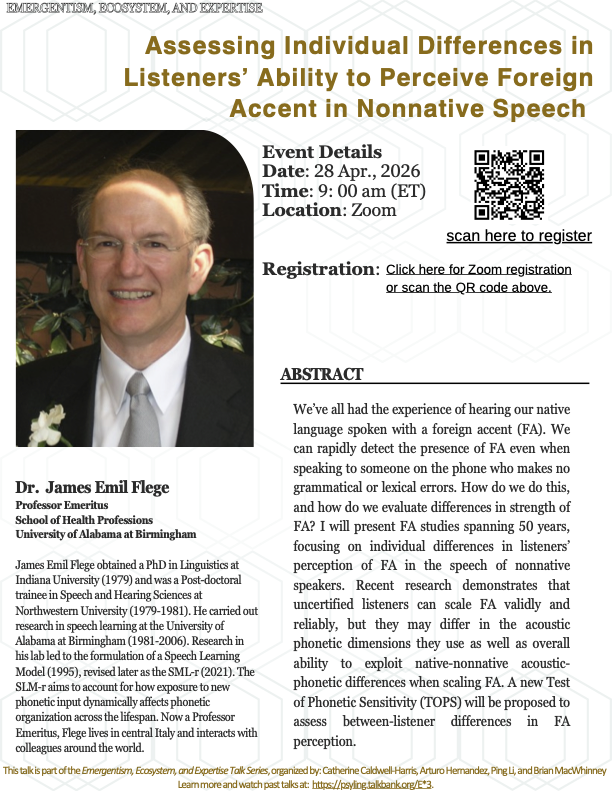 EMERGENTISM, ECOSYSTEM, AND EXPERTISE
Assessing Individual Differences in
Listeners’ Ability to Perceive Foreign
Accent in Nonnative Speech
Event Details
Date: 28 Apr., 2026
Time: 9: 00 am (ET)
Location: Zoom
scan here to register
Registration: Click here for Zoom registration
or scan the QR code above.
ABSTRACT
We’ve all had the experience of hearing our native
language spoken with a foreign accent (FA). We
can rapidly detect the presence of FA even when
speaking to someone on the phone who makes no
grammatical or lexical errors. How do we do this,
and how do we evaluate differences in strength of
FA? I will present FA studies spanning 50 years,
focusing on individual differences in listeners’
perception of FA in the speech of nonnative
speakers. Recent research demonstrates that
uncertified listeners can scale FA validly and
reliably, but they may differ in the acoustic
phonetic dimensions they use as well as overall
ability to exploit native-nonnative acoustic-
phonetic differences when scaling FA. A new Test
of Phonetic Sensitivity (TOPS) will be proposed to
assess between-listener differences in FA
perception.
Dr. James Emil Flege
Professor Emeritus
School of Health Professions
University of Alabama at Birmingham
James Emil Flege obtained a PhD in Linguistics at
Indiana University (1979) and was a Post-doctoral
trainee in Speech and Hearing Sciences at
Northwestern University (1979-1981). He carried out
research in speech learning at the University of
Alabama at Birmingham (1981-2006). Research in
his lab led to the formulation of a Speech Learning
Model (1995), revised later as the SML-r (2021). The
SLM-r aims to account for how exposure to new
phonetic input dynamically affects phonetic
organization across the lifespan. Now a Professor
Emeritus, Flege lives in central Italy and interacts with
colleagues around the world.
This talk is part of the Emergentism, Ecosystem, and Expertise Talk Series, organized by: Catherine Caldwell-Harris, Arturo Hernandez, Ping Li, and Brian MacWhinney
Learn more and watch past talks at: https://psyling.talkbank.org/E*3.